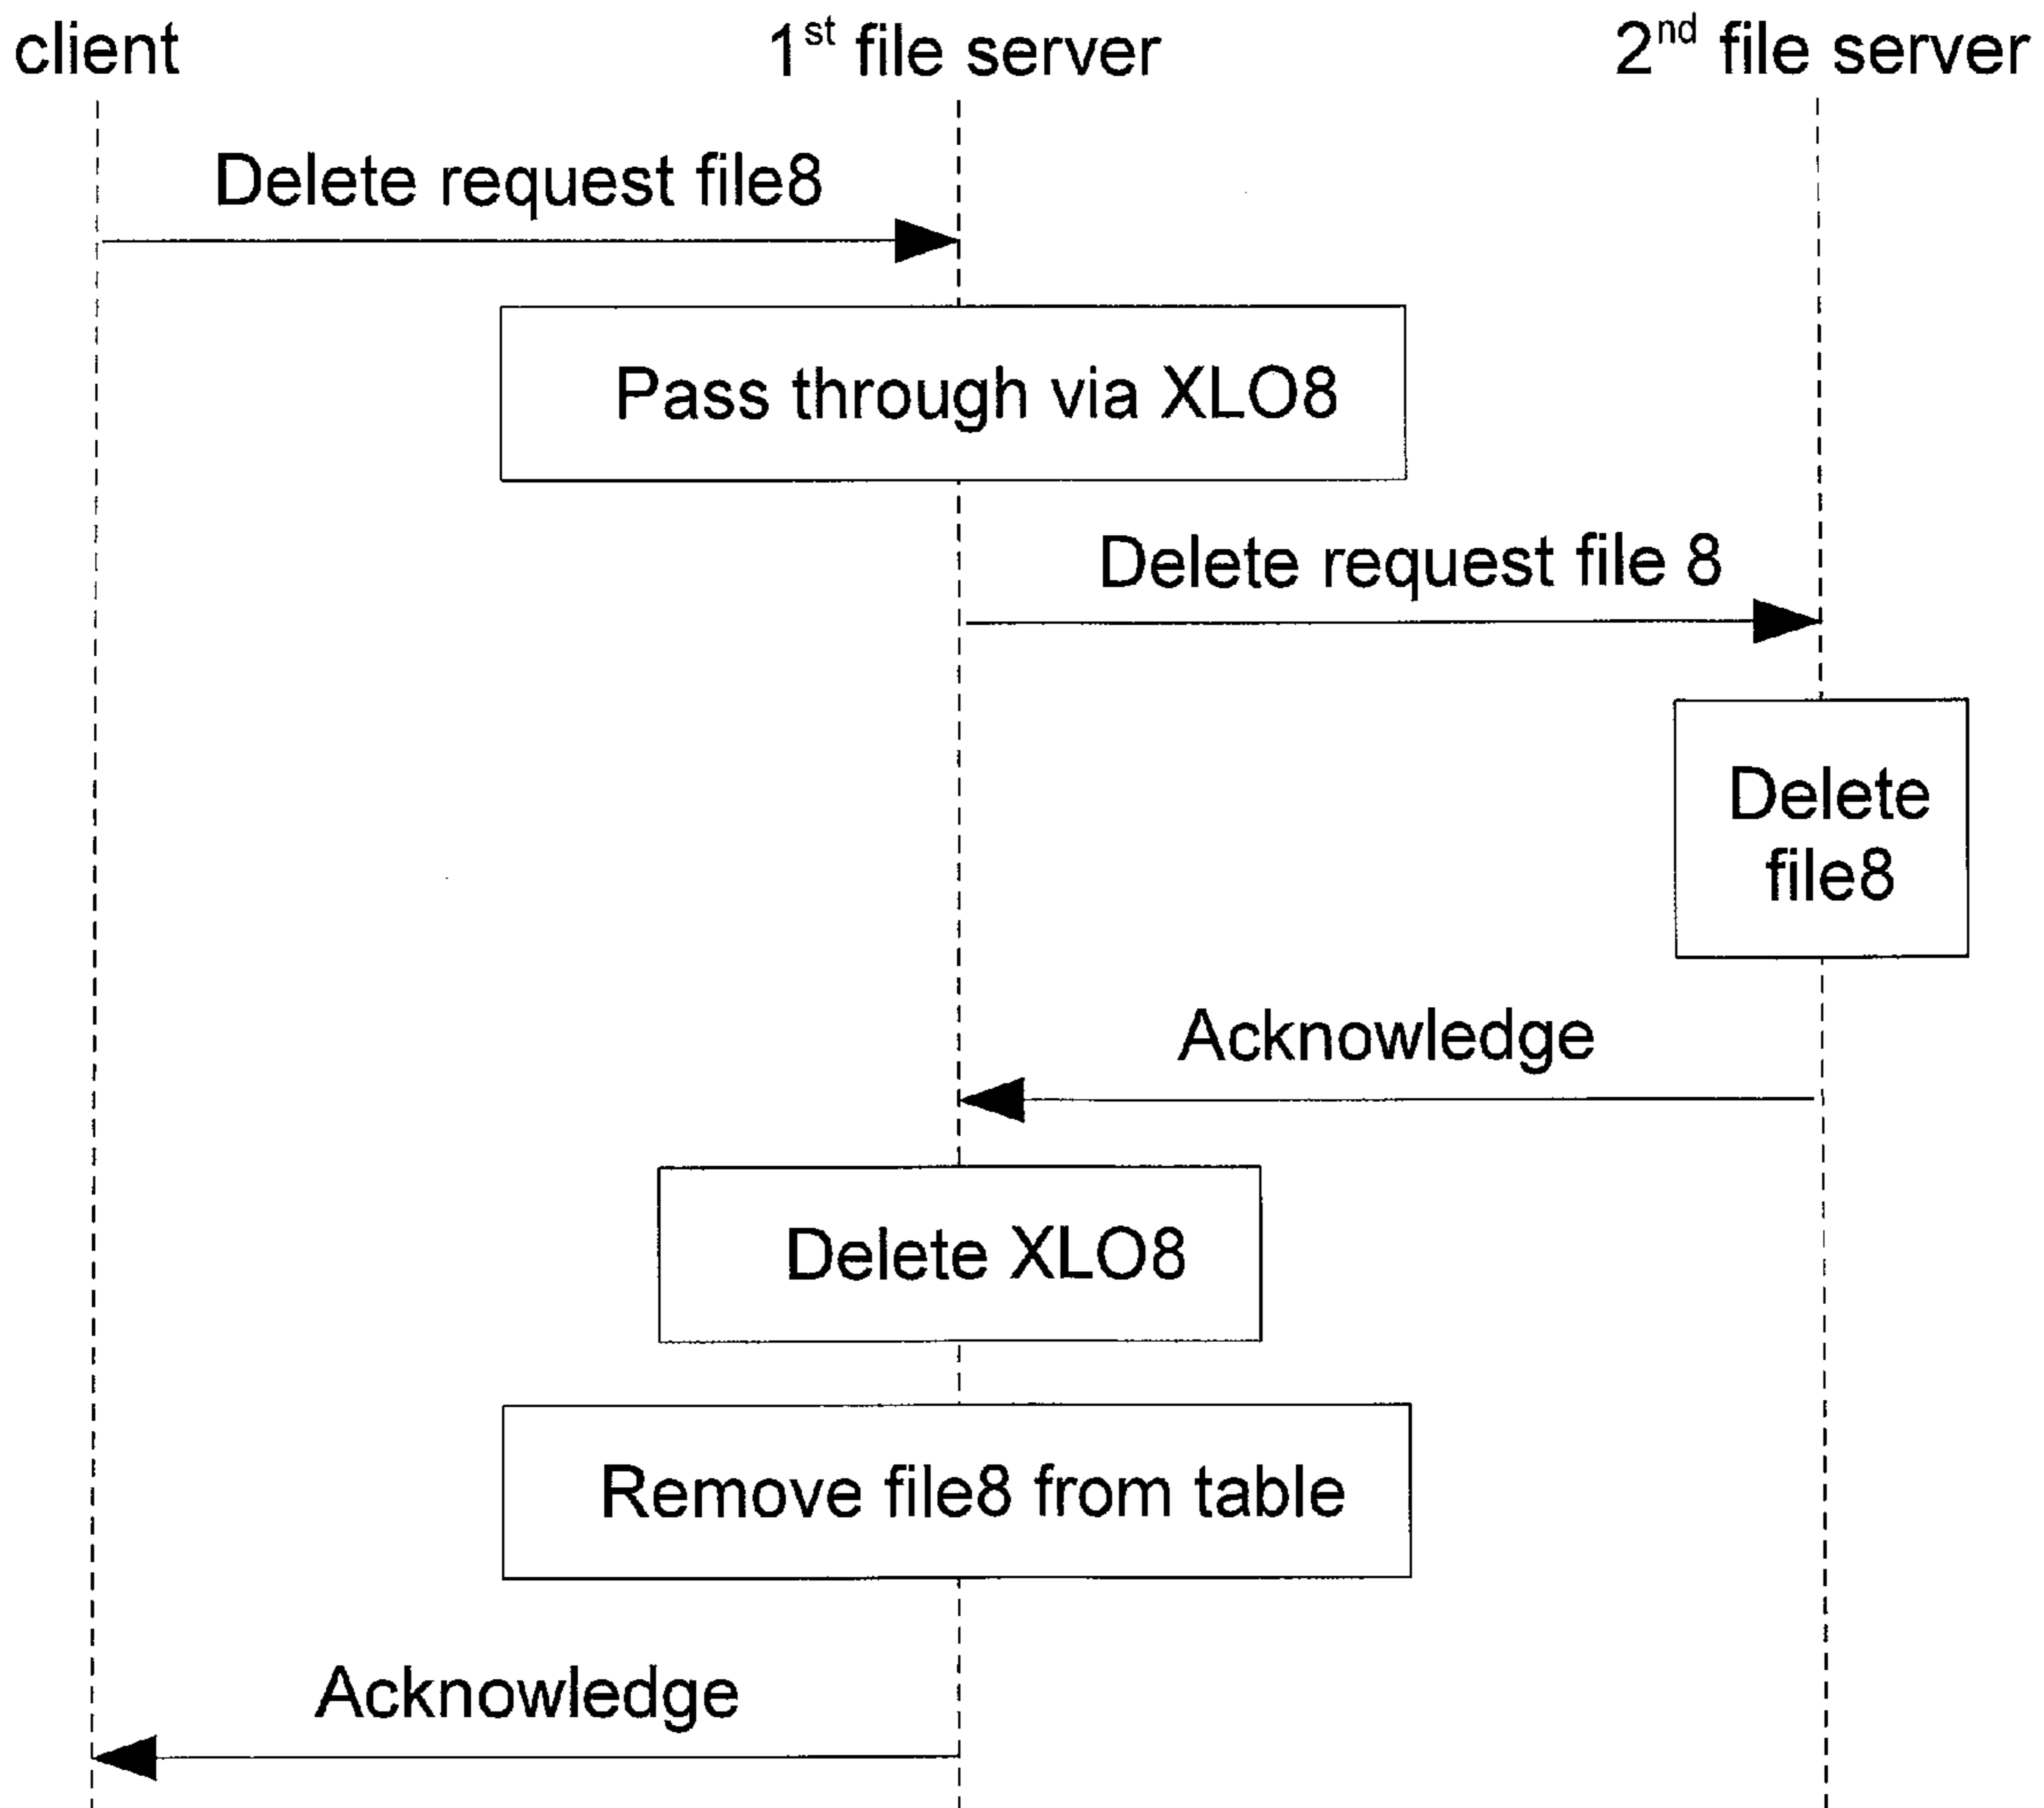 client 1st file server 2nd file server
Delete request file8
Pass through via XLO8
Delete request file 8
Delete
file8
Acknowledge
Delete XLO8
Remove file8 from table
Acknowledge